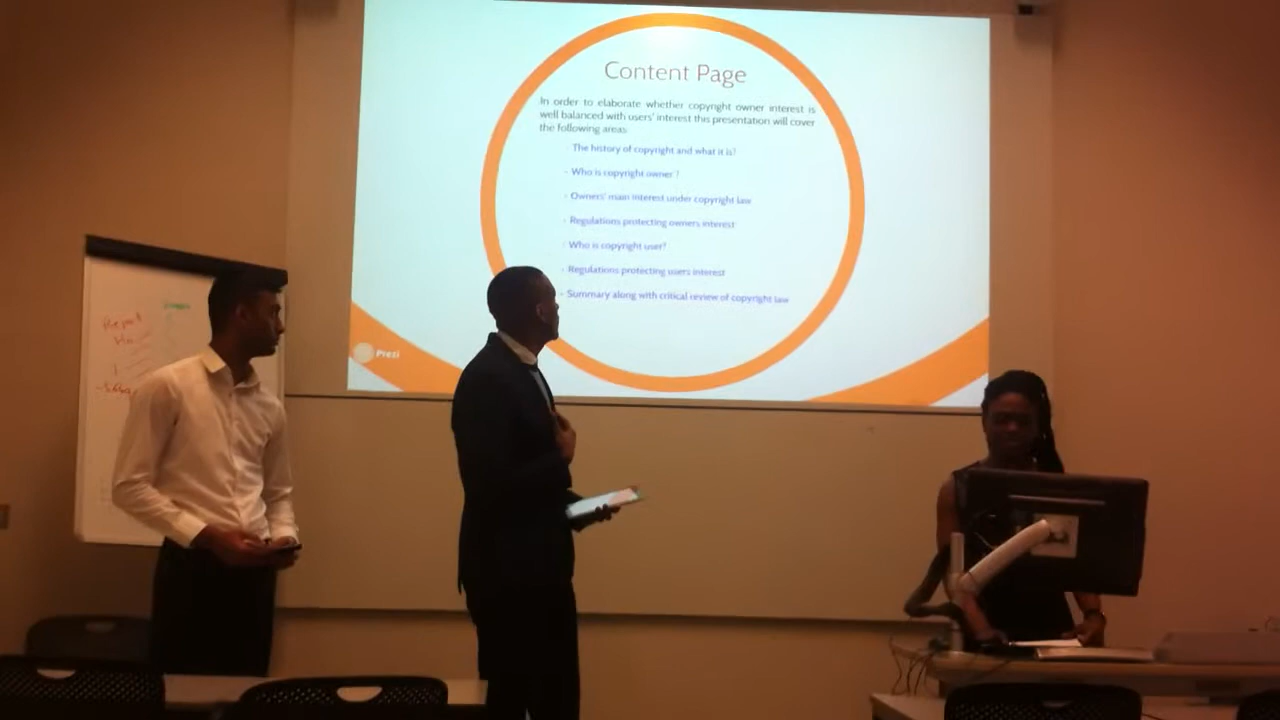 Content Page
In order to elaborate whether copyright owner interest is
well balanced with users' interest this presentation will cover
the following areas
- The history of copyright and what it is?
- Who is copyright owner ?
- Owners' main interest under copyright law
- Regulations protecting owners interest
- Who is copyright user?
- Regulations protecting users interest
- Summary along with critical review of copyright law
Prezi
Report